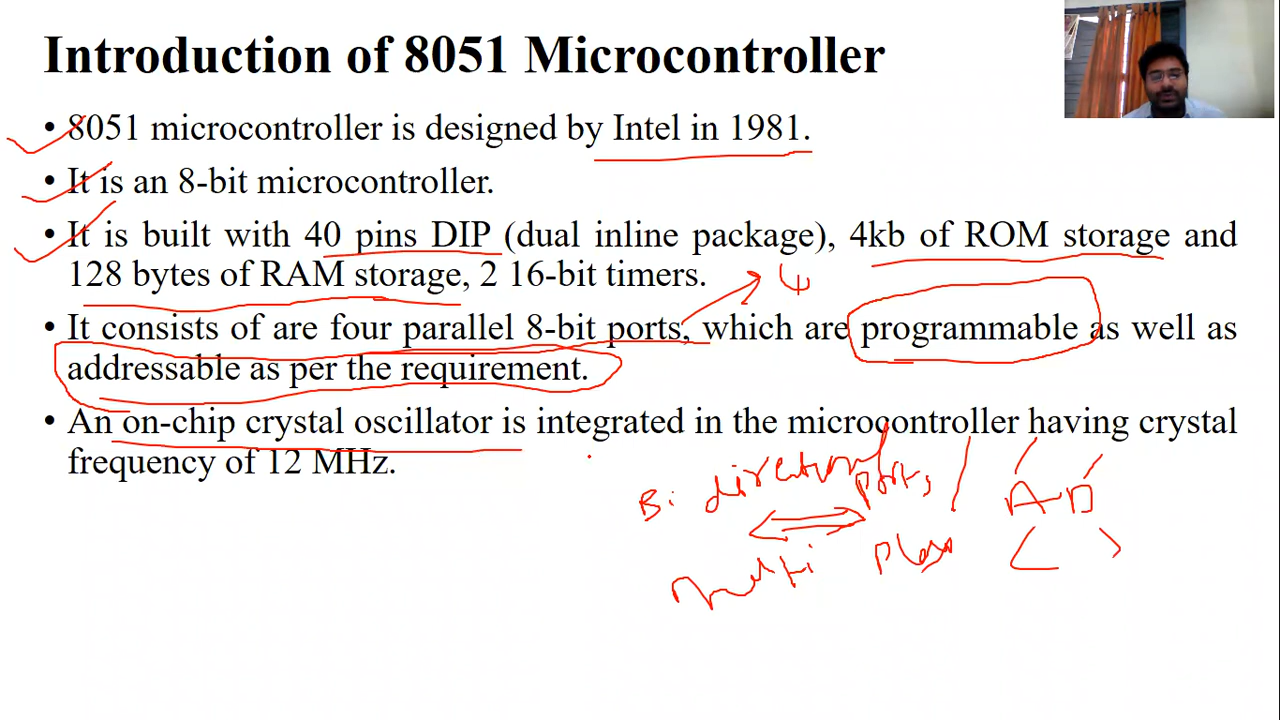 Introduction of 8051 Microcontroller
• 8051 microcontroller is designed by Intel in 1981.
• It is an 8-bit microcontroller.
• It is built with 40 pins DIP (dual inline package), 4kb of ROM storage and
128 bytes of RAM storage, 2 16-bit timers.
• It consists of are four parallel 8-bit ports, which are programmable as well as
addressable as per the requirement.
• An on-chip crystal oscillator is integrated in the microcontroller having crystal
frequency of 12 MHz.
Bi directional ports
Multi plex